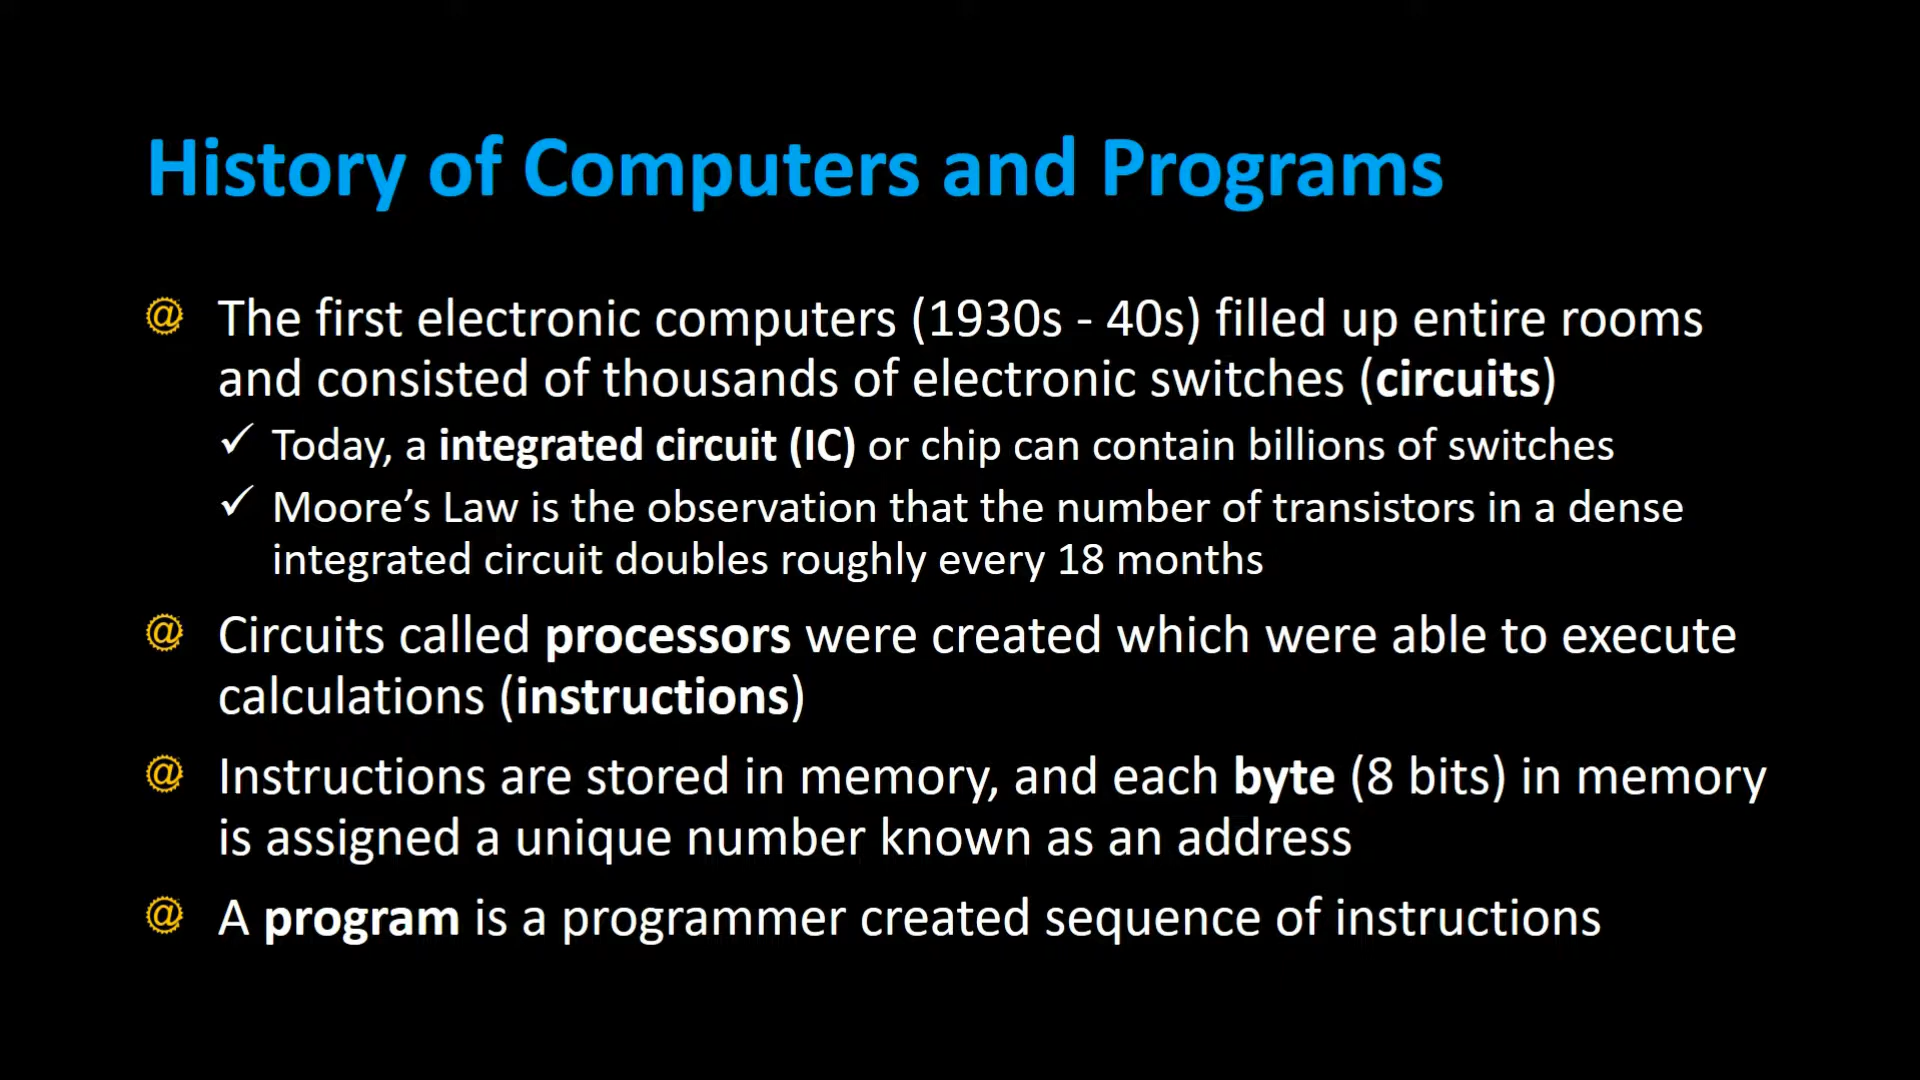 History of Computers and Programs
@ The first electronic computers (1930s - 40s) filled up entire rooms
and consisted of thousands of electronic switches (circuits)
✓ Today, a integrated circuit (IC) or chip can contain billions of switches
✓ Moore’s Law is the observation that the number of transistors in a dense
integrated circuit doubles roughly every 18 months
@ Circuits called processors were created which were able to execute
calculations (instructions)
@ Instructions are stored in memory, and each byte (8 bits) in memory
is assigned a unique number known as an address
@ A program is a programmer created sequence of instructions